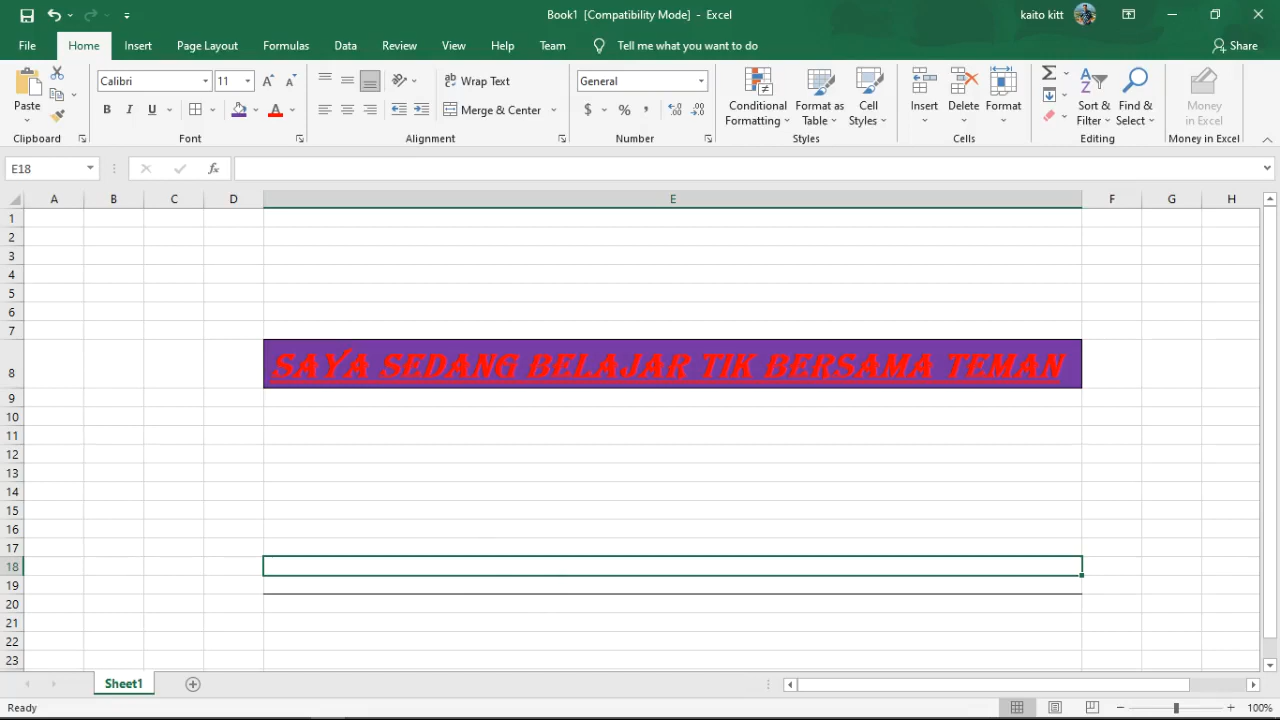 Book1 [Compatibility Mode] - Excel
kaito kitt
File Home Insert Page Layout Formulas Data Review View Help Team Tell me what you want to do Share
Calibri 11 Wrap Text General
Paste B I U Merge & Center $ % , Conditional Formatting Format as Table Cell Styles Insert Delete Format Sort & Filter Find & Select Money in Excel
Clipboard Font Alignment Number Styles Cells Editing Money in Excel
E18 fx
A B C D E F G H
1
2
3
4
5
6
7
8 SAYA SEDANG BELAJAR TIK BERSAMA TEMAN
9
10
11
12
13
14
15
16
17
18
19
20
21
22
23
Sheet1
Ready 100%